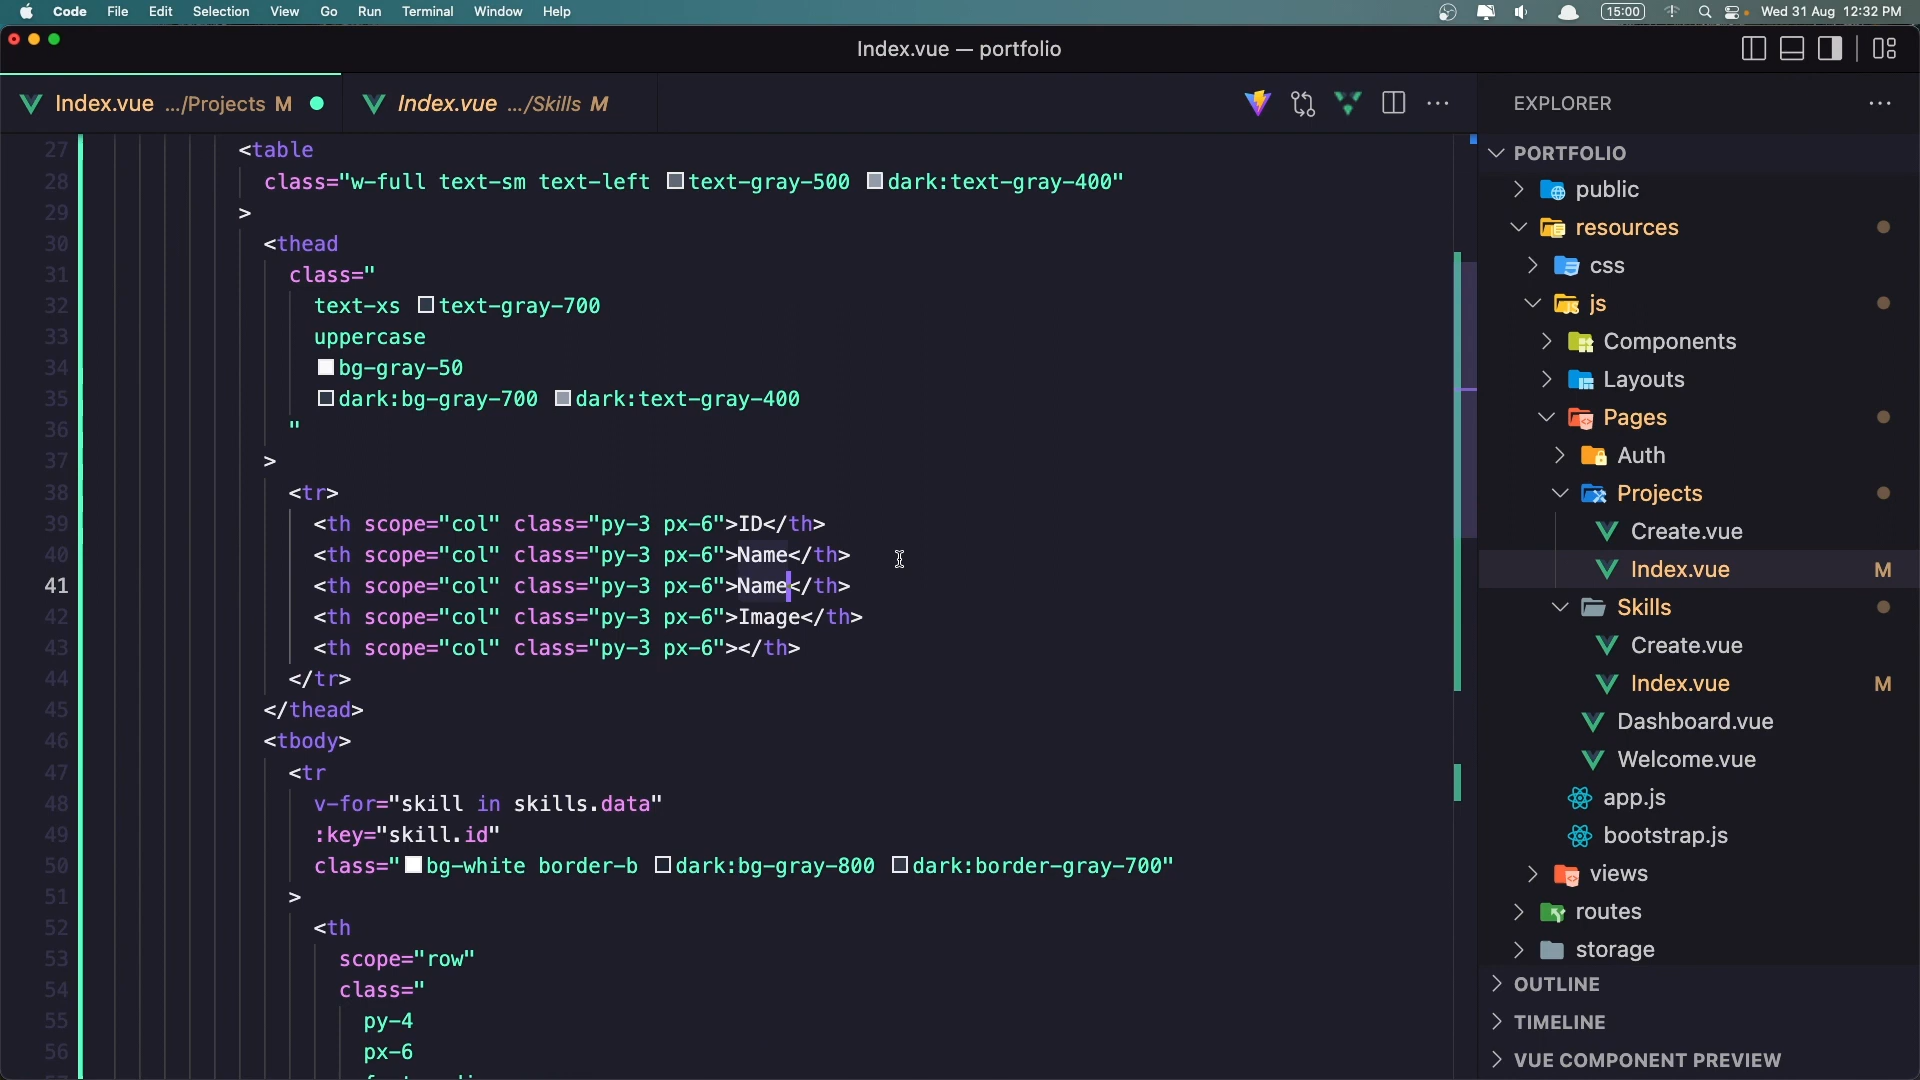 Code File Edit Selection View Go Run Terminal Window Help 15:00 Wed 31 Aug 12:32 PM
Index.vue — portfolio
Index.vue .../Projects M
Index.vue .../Skills M
27 <table
28 class="w-full text-sm text-left text-gray-500 dark:text-gray-400"
29 >
30 <thead
31 class="
32 text-xs text-gray-700
33 uppercase
34 bg-gray-50
35 dark:bg-gray-700 dark:text-gray-400
36 "
37 >
38 <tr>
39 <th scope="col" class="py-3 px-6">ID</th>
40 <th scope="col" class="py-3 px-6">Name</th>
41 <th scope="col" class="py-3 px-6">Name</th>
42 <th scope="col" class="py-3 px-6">Image</th>
43 <th scope="col" class="py-3 px-6"></th>
44 </tr>
45 </thead>
46 <tbody>
47 <tr
48 v-for="skill in skills.data"
49 :key="skill.id"
50 class="bg-white border-b dark:bg-gray-800 dark:border-gray-700"
51 >
52 <th
53 scope="row"
54 class="
55 py-4
56 px-6
EXPLORER
PORTFOLIO
public
resources
css
js
Components
Layouts
Pages
Auth
Projects
Create.vue
Index.vue M
Skills
Create.vue
Index.vue M
Dashboard.vue
Welcome.vue
app.js
bootstrap.js
views
routes
storage
OUTLINE
TIMELINE
VUE COMPONENT PREVIEW